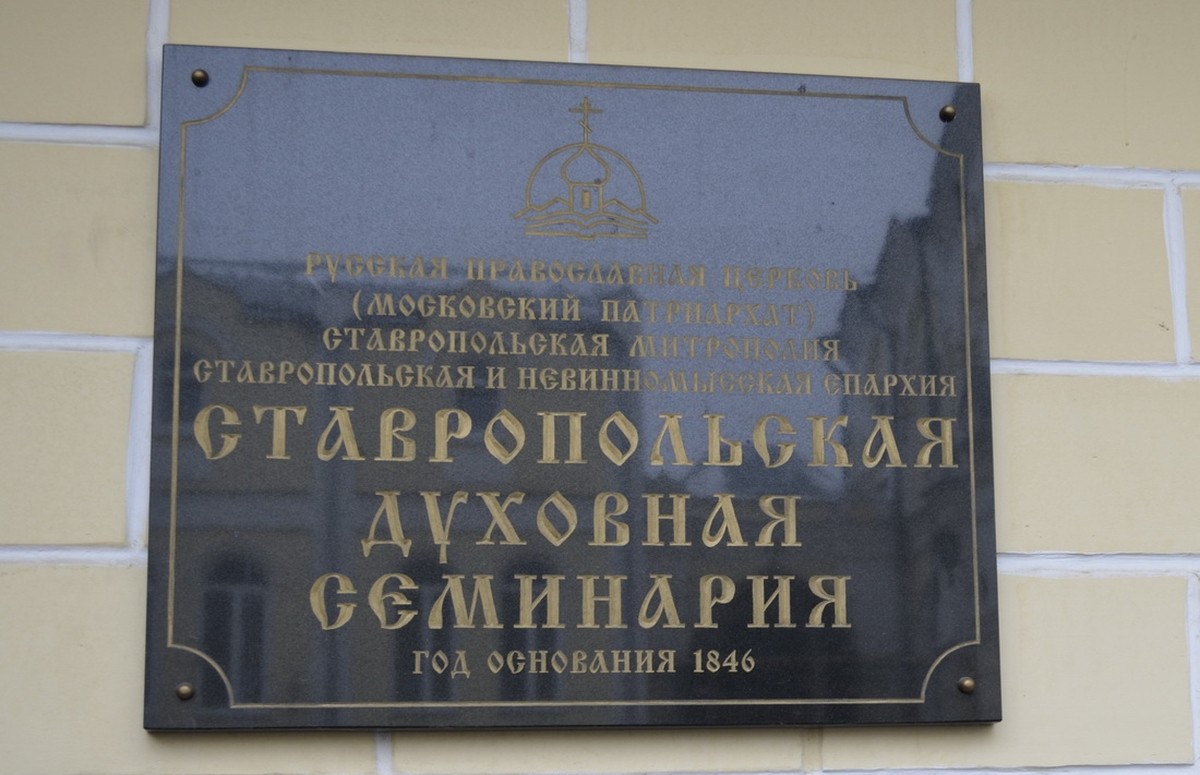 РУССКАЯ ПРАВОСЛАВНАЯ ЦЕРКОВЬ
(МОСКОВСКИЙ ПАТРИАРХАТ)
СТАВРОПОЛЬСКАЯ МИТРОПОЛИЯ
СТАВРОПОЛЬСКАЯ И НЕВИННОМЫССКАЯ ЕПАРХИЯ
СТАВРОПОЛЬСКАЯ
ДУХОВНАЯ
СЕМИНАРИЯ
ГОД ОСНОВАНИЯ 1846